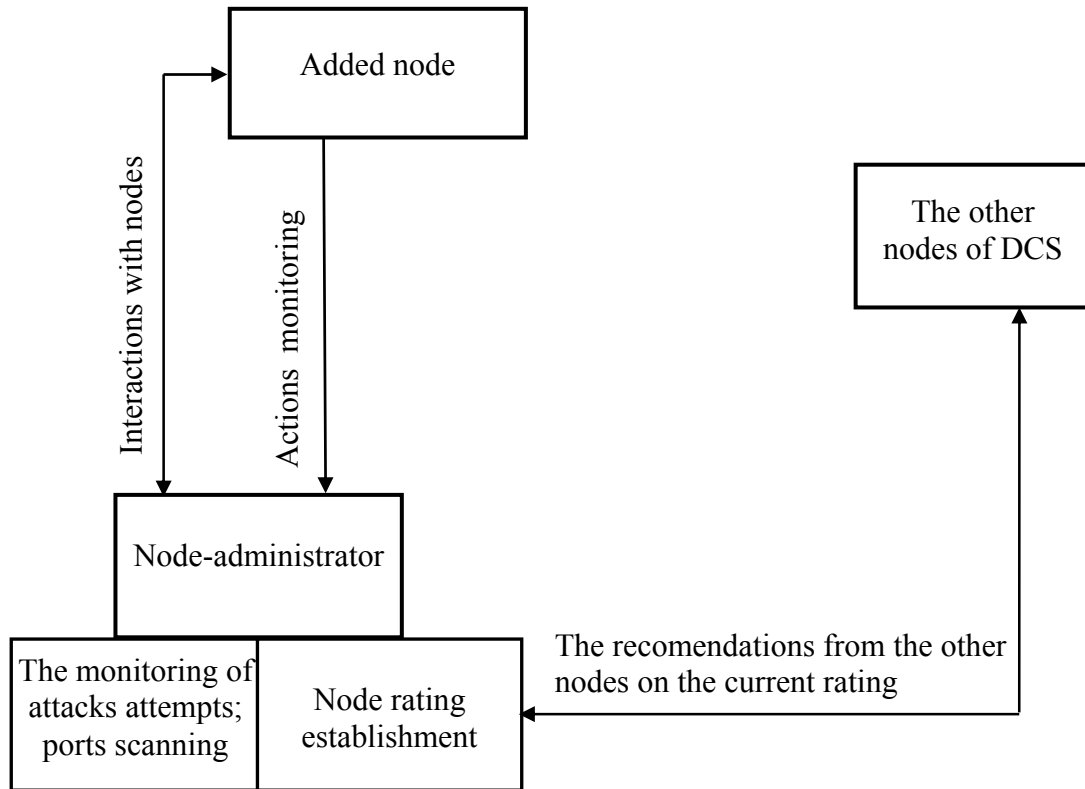 Added node
Interactions with nodes
Actions monitoring
The other
nodes of DCS
Node-administrator
The monitoring of
attacks attempts;
ports scanning
Node rating
establishment
The recomendations from the other
nodes on the current rating